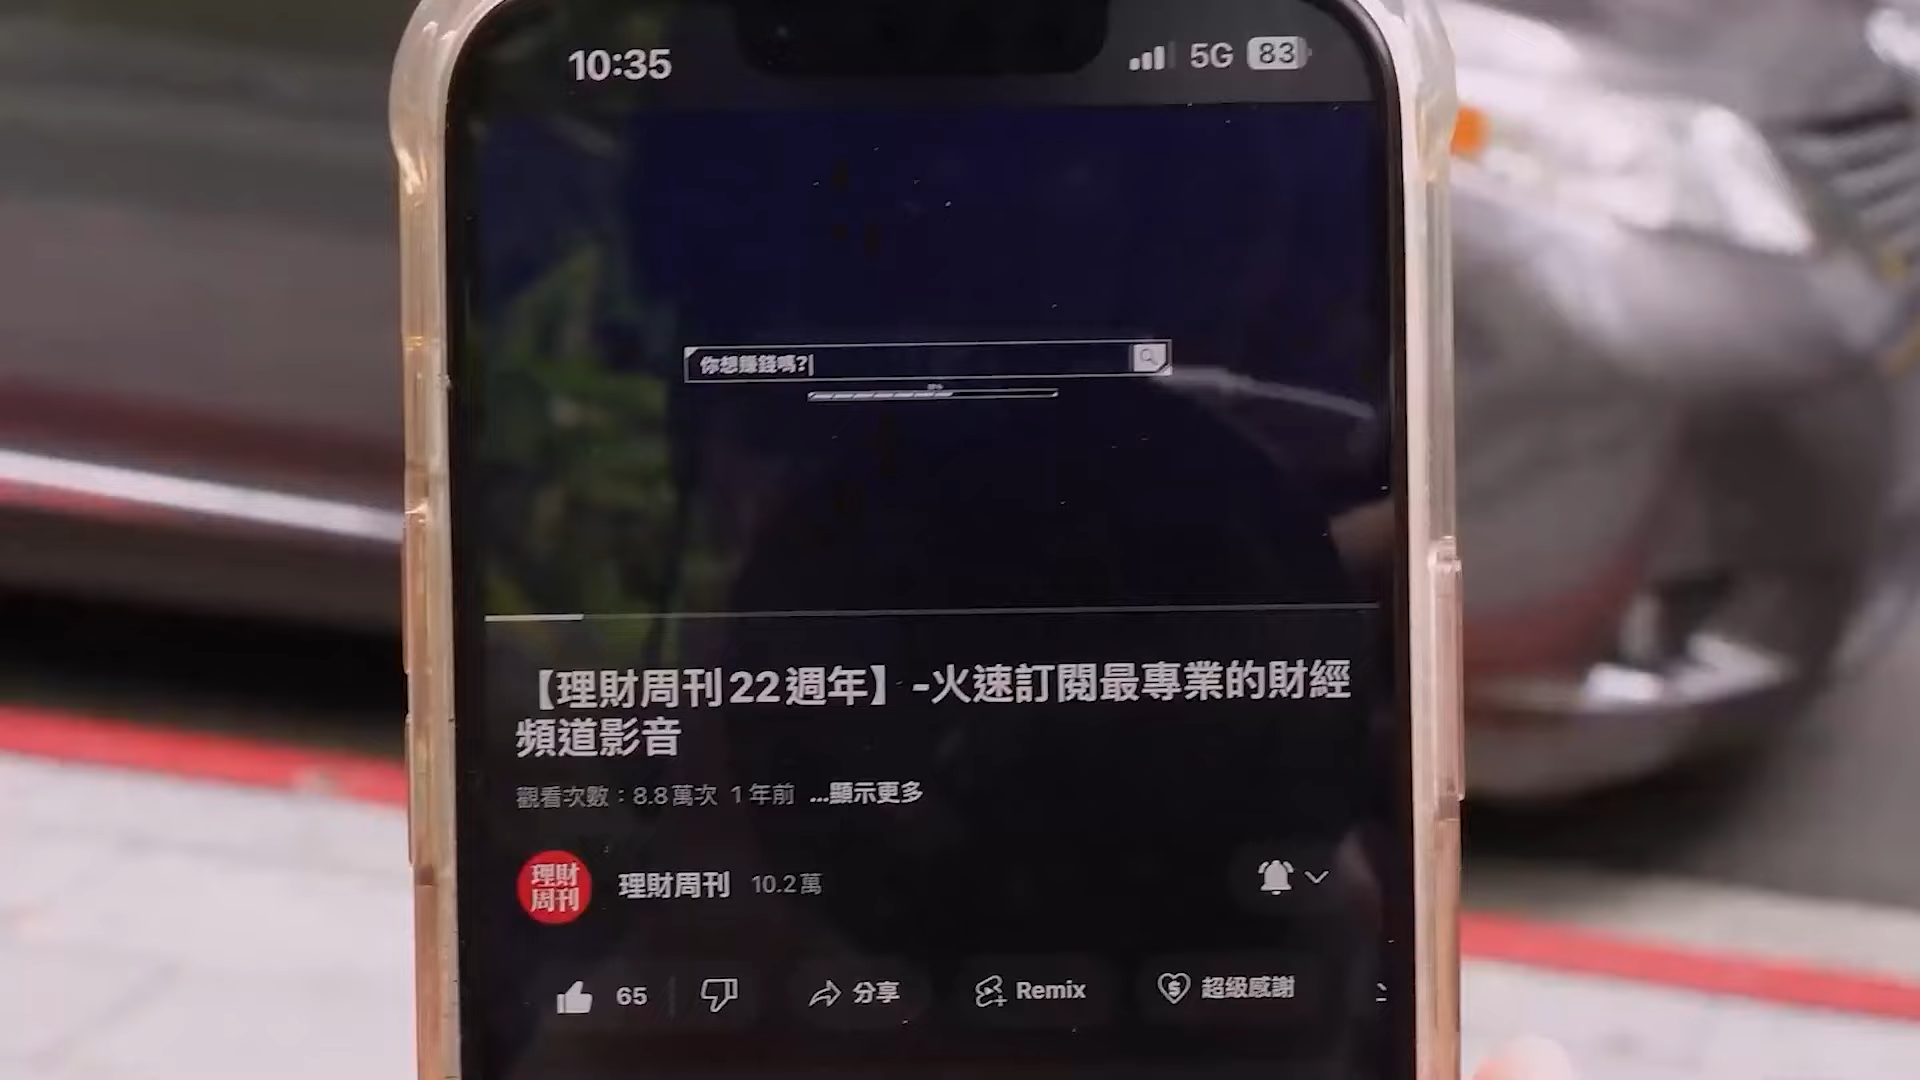 10:35
5G 83
你想賺錢嗎?
【理財周刊22週年】-火速訂閱最專業的財經
頻道影音
觀看次數：8.8萬次 1年前 ...顯示更多
理財
周刊
理財周刊 10.2萬
65 分享 Remix 超級感謝